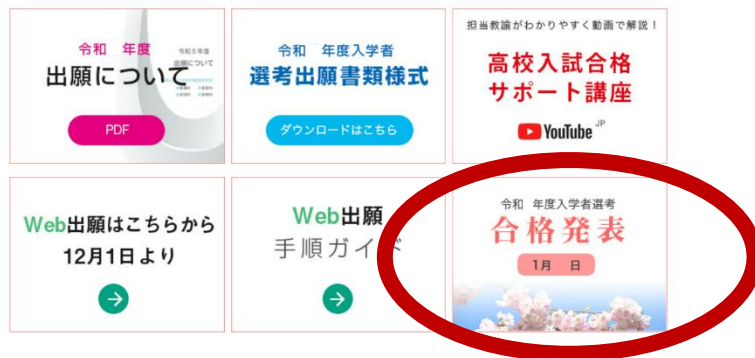 令和 年度
令和5年度
出願について
出願について
PDF
令和 年度入学者
選考出願書類様式
ダウンロードはこちら
担当教諭がわかりやすく動画で解説!
高校入試合格
サポート講座
YouTube JP
Web出願はこちらから
12月1日より
Web出願
手順ガイド
令和 年度入学者選考
合格発表
1月 日